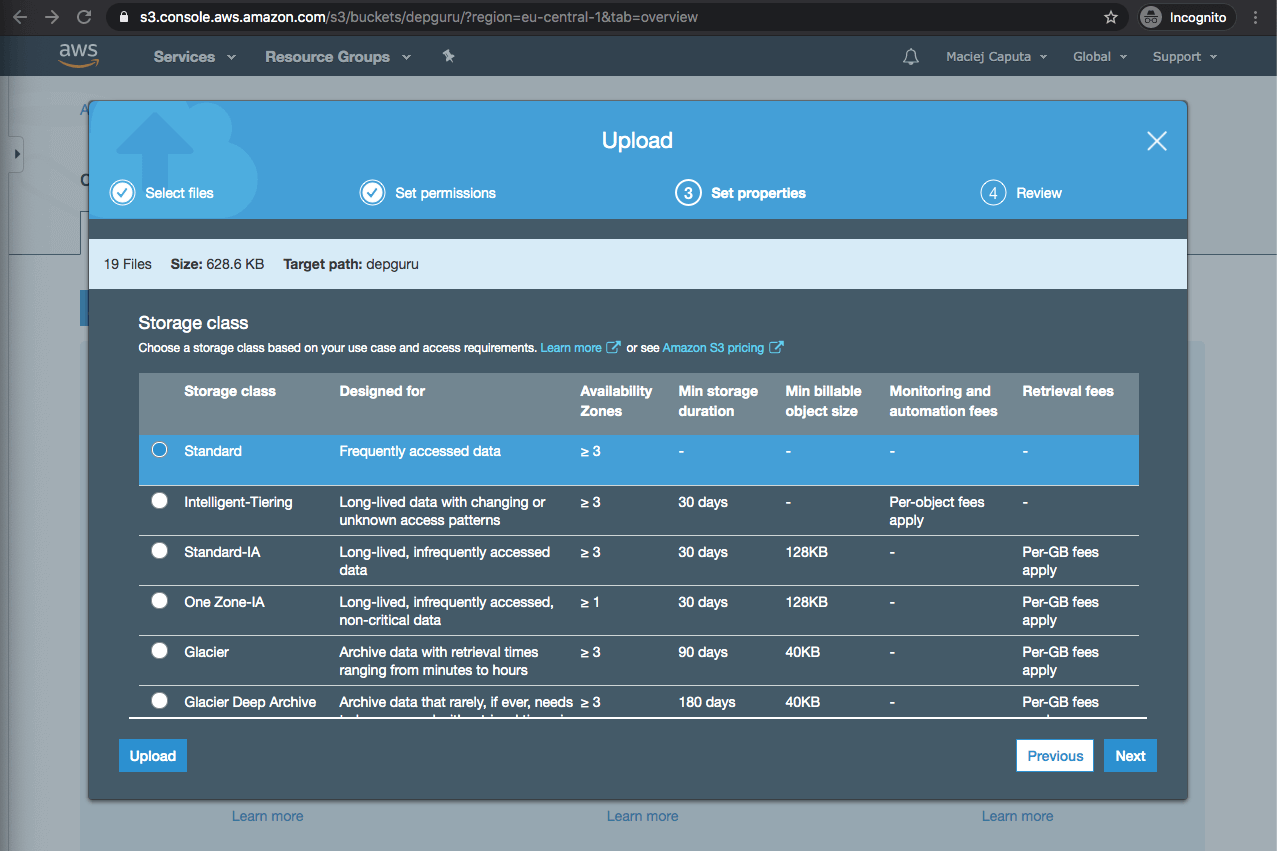 s3.console.aws.amazon.com/s3/buckets/depguru/?region=eu-central-1&tab=overview
Incognito
aws
Services
Resource Groups
Maciej Caputa
Global
Support
Upload
Select files
Set permissions
3 Set properties
4 Review
19 Files Size: 628.6 KB Target path: depguru
Storage class
Choose a storage class based on your use case and access requirements. Learn more or see Amazon S3 pricing
Storage class Designed for Availability Zones Min storage duration Min billable object size Monitoring and automation fees Retrieval fees
Standard Frequently accessed data ≥ 3 - - - -
Intelligent-Tiering Long-lived data with changing or unknown access patterns ≥ 3 30 days - Per-object fees apply -
Standard-IA Long-lived, infrequently accessed data ≥ 3 30 days 128KB - Per-GB fees apply
One Zone-IA Long-lived, infrequently accessed, non-critical data ≥ 1 30 days 128KB - Per-GB fees apply
Glacier Archive data with retrieval times ranging from minutes to hours ≥ 3 90 days 40KB - Per-GB fees apply
Glacier Deep Archive Archive data that rarely, if ever, needs ≥ 3 180 days 40KB - Per-GB fees
Upload
Previous
Next
Learn more
Learn more
Learn more